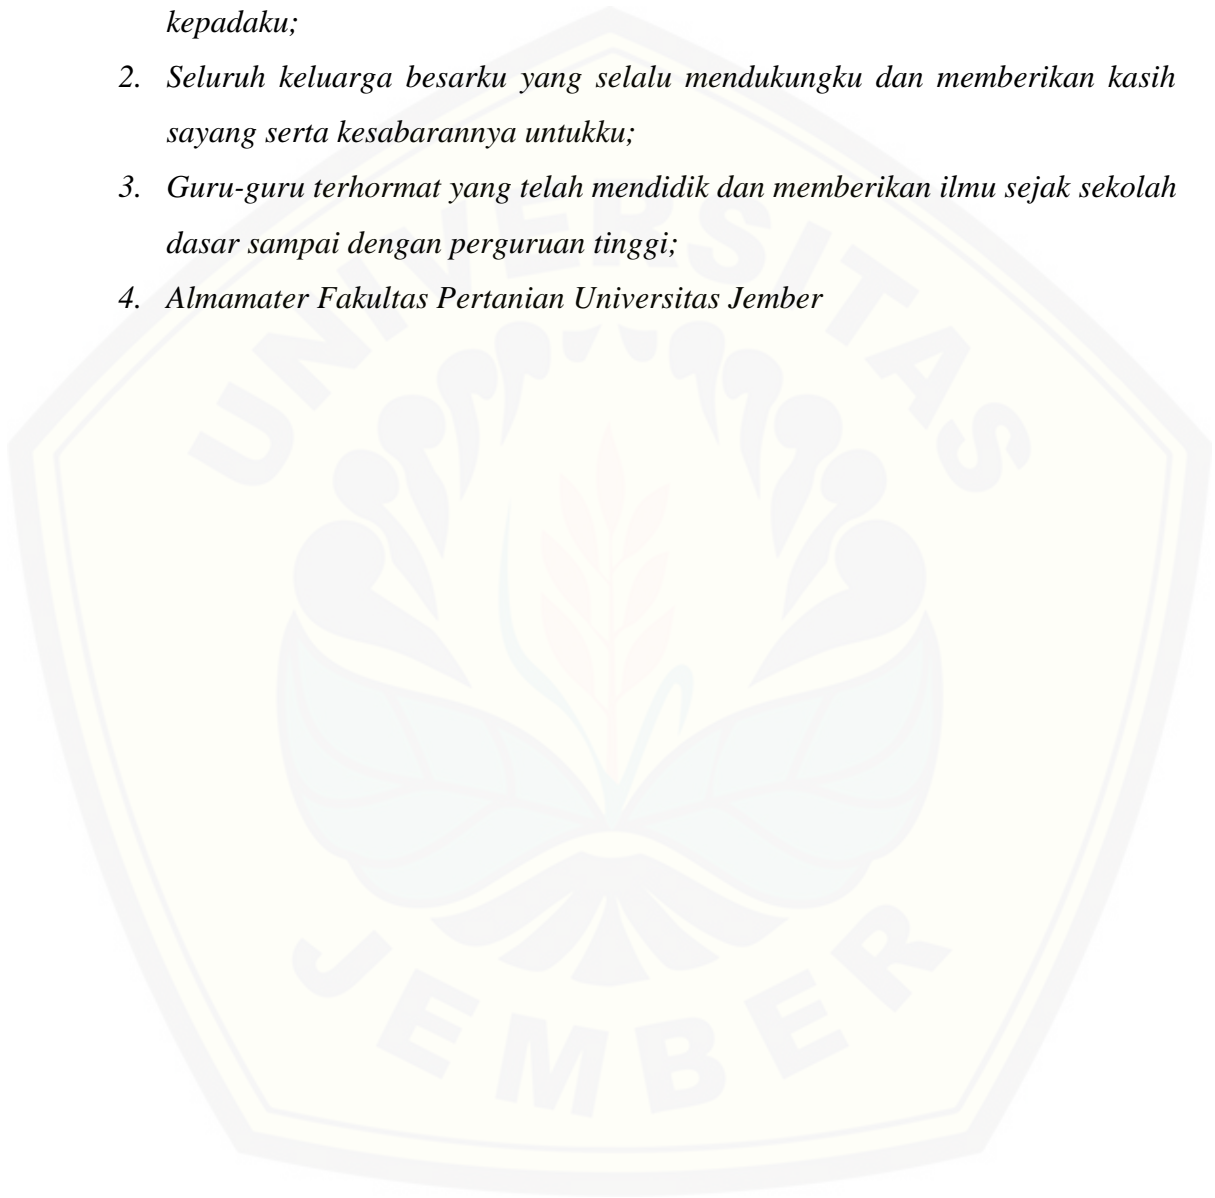 kepadaku;
2. Seluruh keluarga besarku yang selalu mendukungku dan memberikan kasih
sayang serta kesabarannya untukku;
3. Guru-guru terhormat yang telah mendidik dan memberikan ilmu sejak sekolah
dasar sampai dengan perguruan tinggi;
4. Almamater Fakultas Pertanian Universitas Jember
UNIVERSITAS
JEMBER